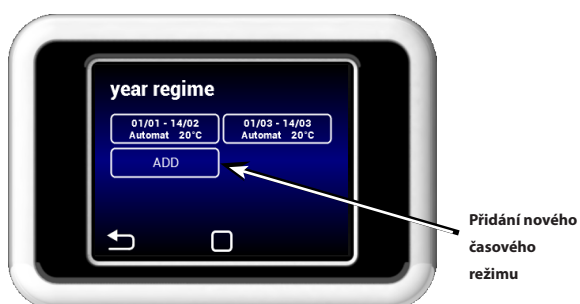 year regime
01/01 - 14/02
Automat 20°C
01/03 - 14/03
Automat 20°C
ADD
Přidání nového
časového
režimu